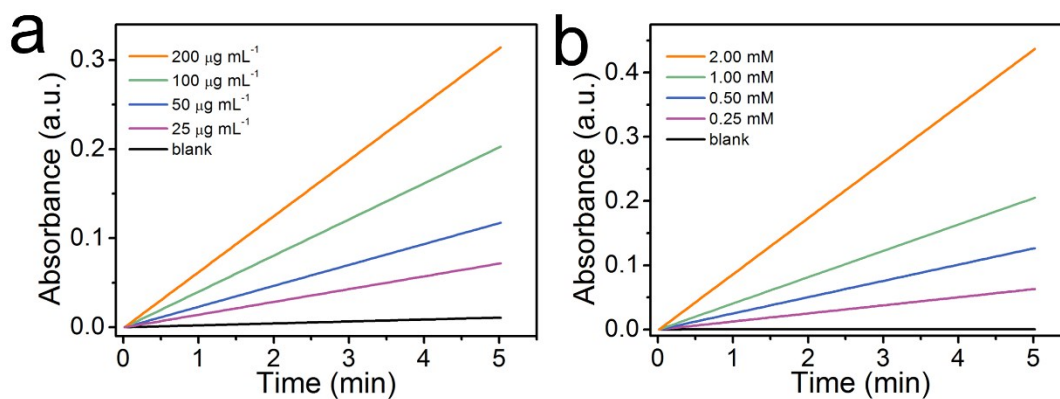 a
200 μg mL⁻¹
100 μg mL⁻¹
50 μg mL⁻¹
25 μg mL⁻¹
blank
Absorbance (a.u.)
0.3
0.2
0.1
0.0
0 1 2 3 4 5
Time (min)
b
2.00 mM
1.00 mM
0.50 mM
0.25 mM
blank
Absorbance (a.u.)
0.4
0.2
0.1
0.0
0 1 2 3 4 5
Time (min)